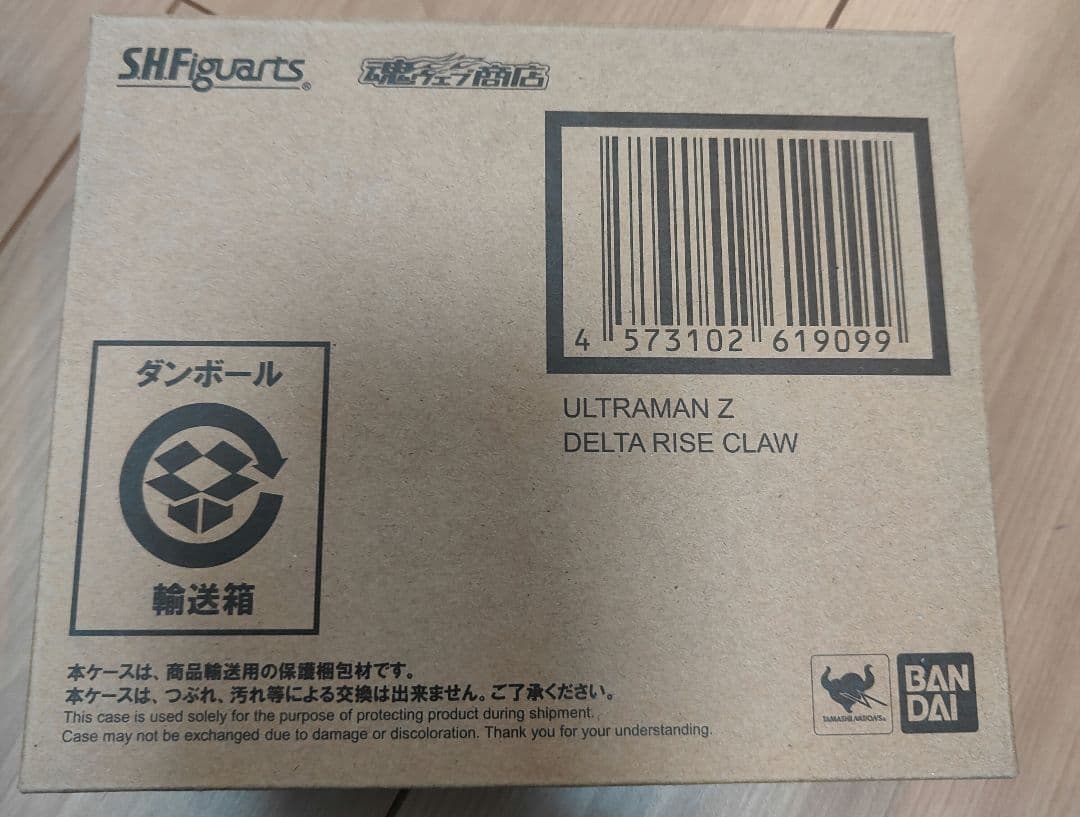 S.H.Figuarts®
魂ウェブ商店
4 573102 619099
ULTRAMAN Z
DELTA RISE CLAW
ダンボール
輸送箱
本ケースは、商品輸送用の保護梱包材です。
本ケースは、つぶれ、汚れ等による交換は出来ません。ご了承ください。
This case is used solely for the purpose of protecting product during shipment.
Case may not be exchanged due to damage or discoloration. Thank you for your understanding.
TAMASHII NATIONS®
BAN
DAI